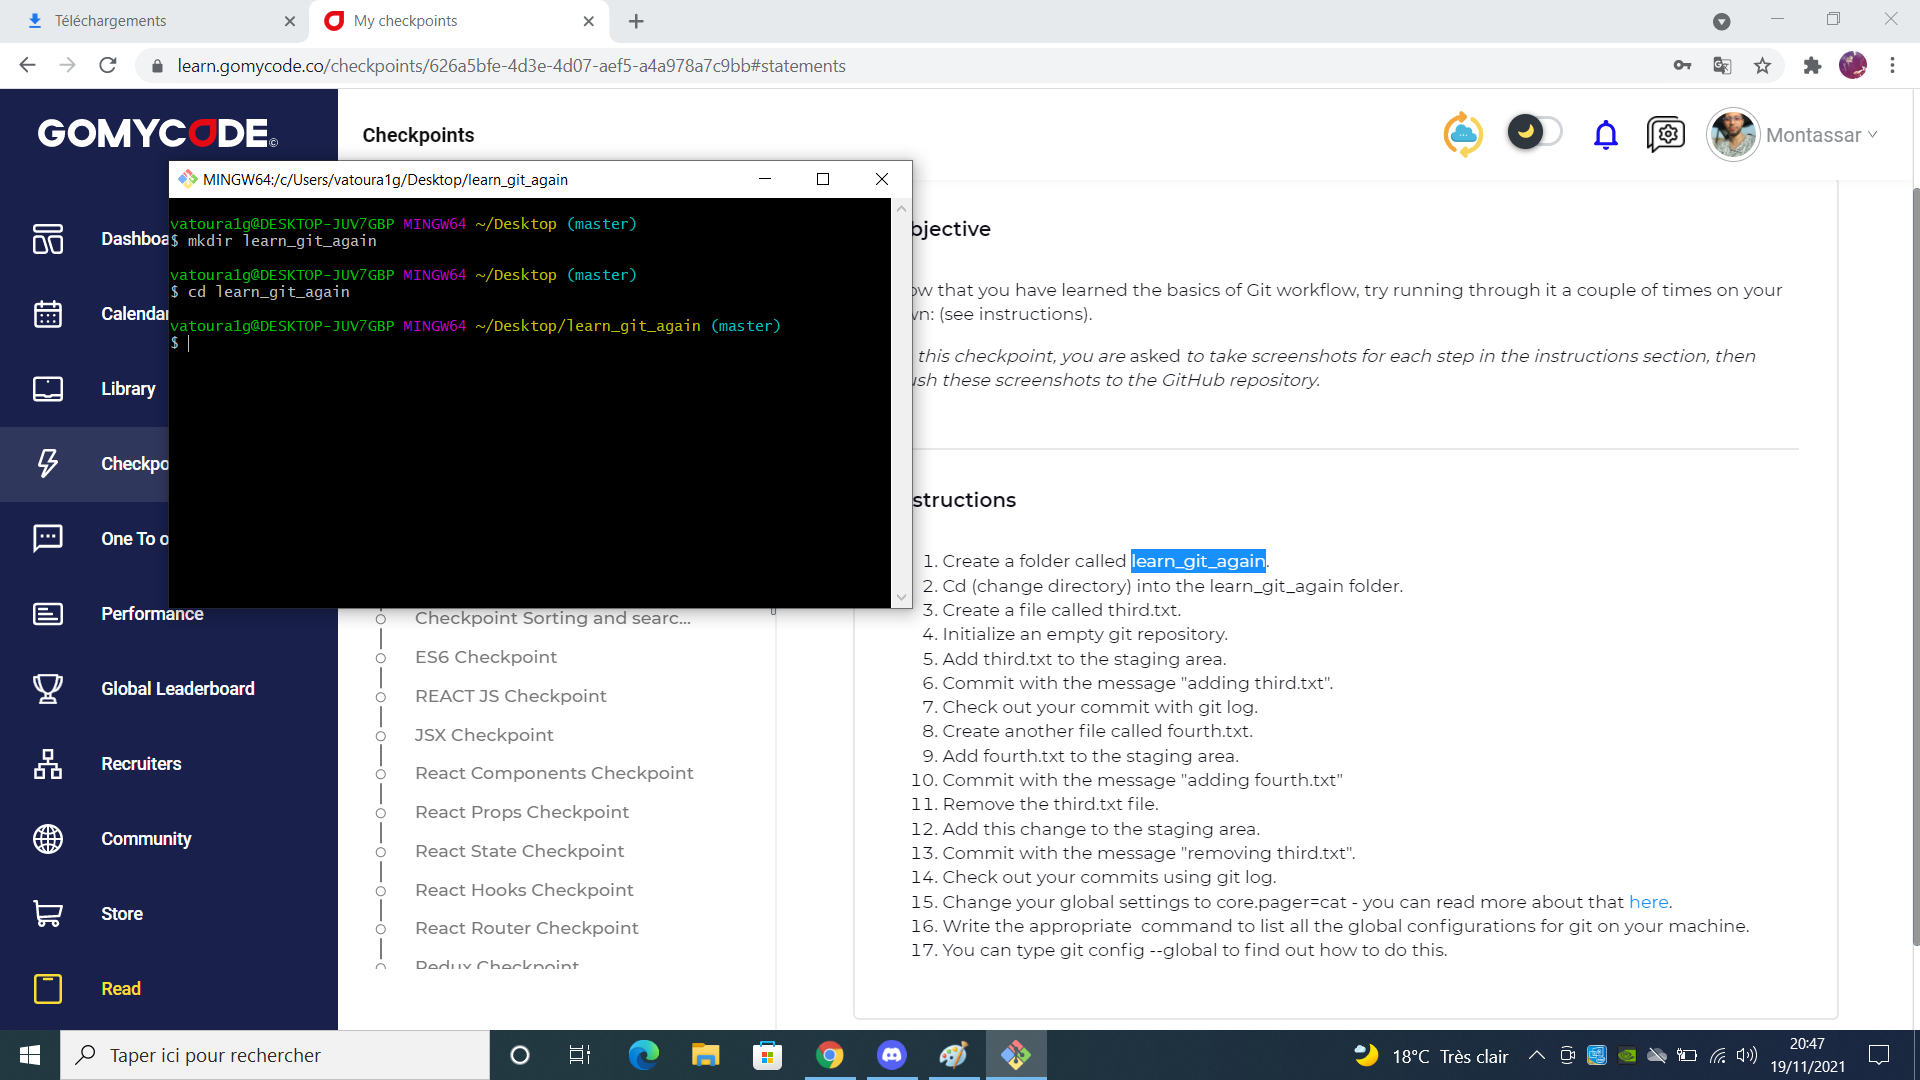 Téléchargements
My checkpoints
learn.gomycode.co/checkpoints/626a5bfe-4d3e-4d07-aef5-a4a978a7c9bb#statements
GOMYCODE
Checkpoints
Montassar
MINGW64:/c/Users/vatoura1g/Desktop/learn_git_again
vatoura1g@DESKTOP-JUV7GBP MINGW64 ~/Desktop (master)
$ mkdir learn_git_again
vatoura1g@DESKTOP-JUV7GBP MINGW64 ~/Desktop (master)
$ cd learn_git_again
vatoura1g@DESKTOP-JUV7GBP MINGW64 ~/Desktop/learn_git_again (master)
$
Dashboa
Calendar
Library
Checkpo
One To o
Performance
Global Leaderboard
Recruiters
Community
Store
Read
Checkpoint Sorting and searc...
ES6 Checkpoint
REACT JS Checkpoint
JSX Checkpoint
React Components Checkpoint
React Props Checkpoint
React State Checkpoint
React Hooks Checkpoint
React Router Checkpoint
Redux Checkpoint
bjective
ow that you have learned the basics of Git workflow, try running through it a couple of times on your
wn: (see instructions).
this checkpoint, you are asked to take screenshots for each step in the instructions section, then
ush these screenshots to the GitHub repository.
structions
1. Create a folder called learn_git_again.
2. Cd (change directory) into the learn_git_again folder.
3. Create a file called third.txt.
4. Initialize an empty git repository.
5. Add third.txt to the staging area.
6. Commit with the message "adding third.txt".
7. Check out your commit with git log.
8. Create another file called fourth.txt.
9. Add fourth.txt to the staging area.
10. Commit with the message "adding fourth.txt"
11. Remove the third.txt file.
12. Add this change to the staging area.
13. Commit with the message "removing third.txt".
14. Check out your commits using git log.
15. Change your global settings to core.pager=cat - you can read more about that here.
16. Write the appropriate command to list all the global configurations for git on your machine.
17. You can type git config --global to find out how to do this.
Taper ici pour rechercher
18°C Très clair
20:47
19/11/2021